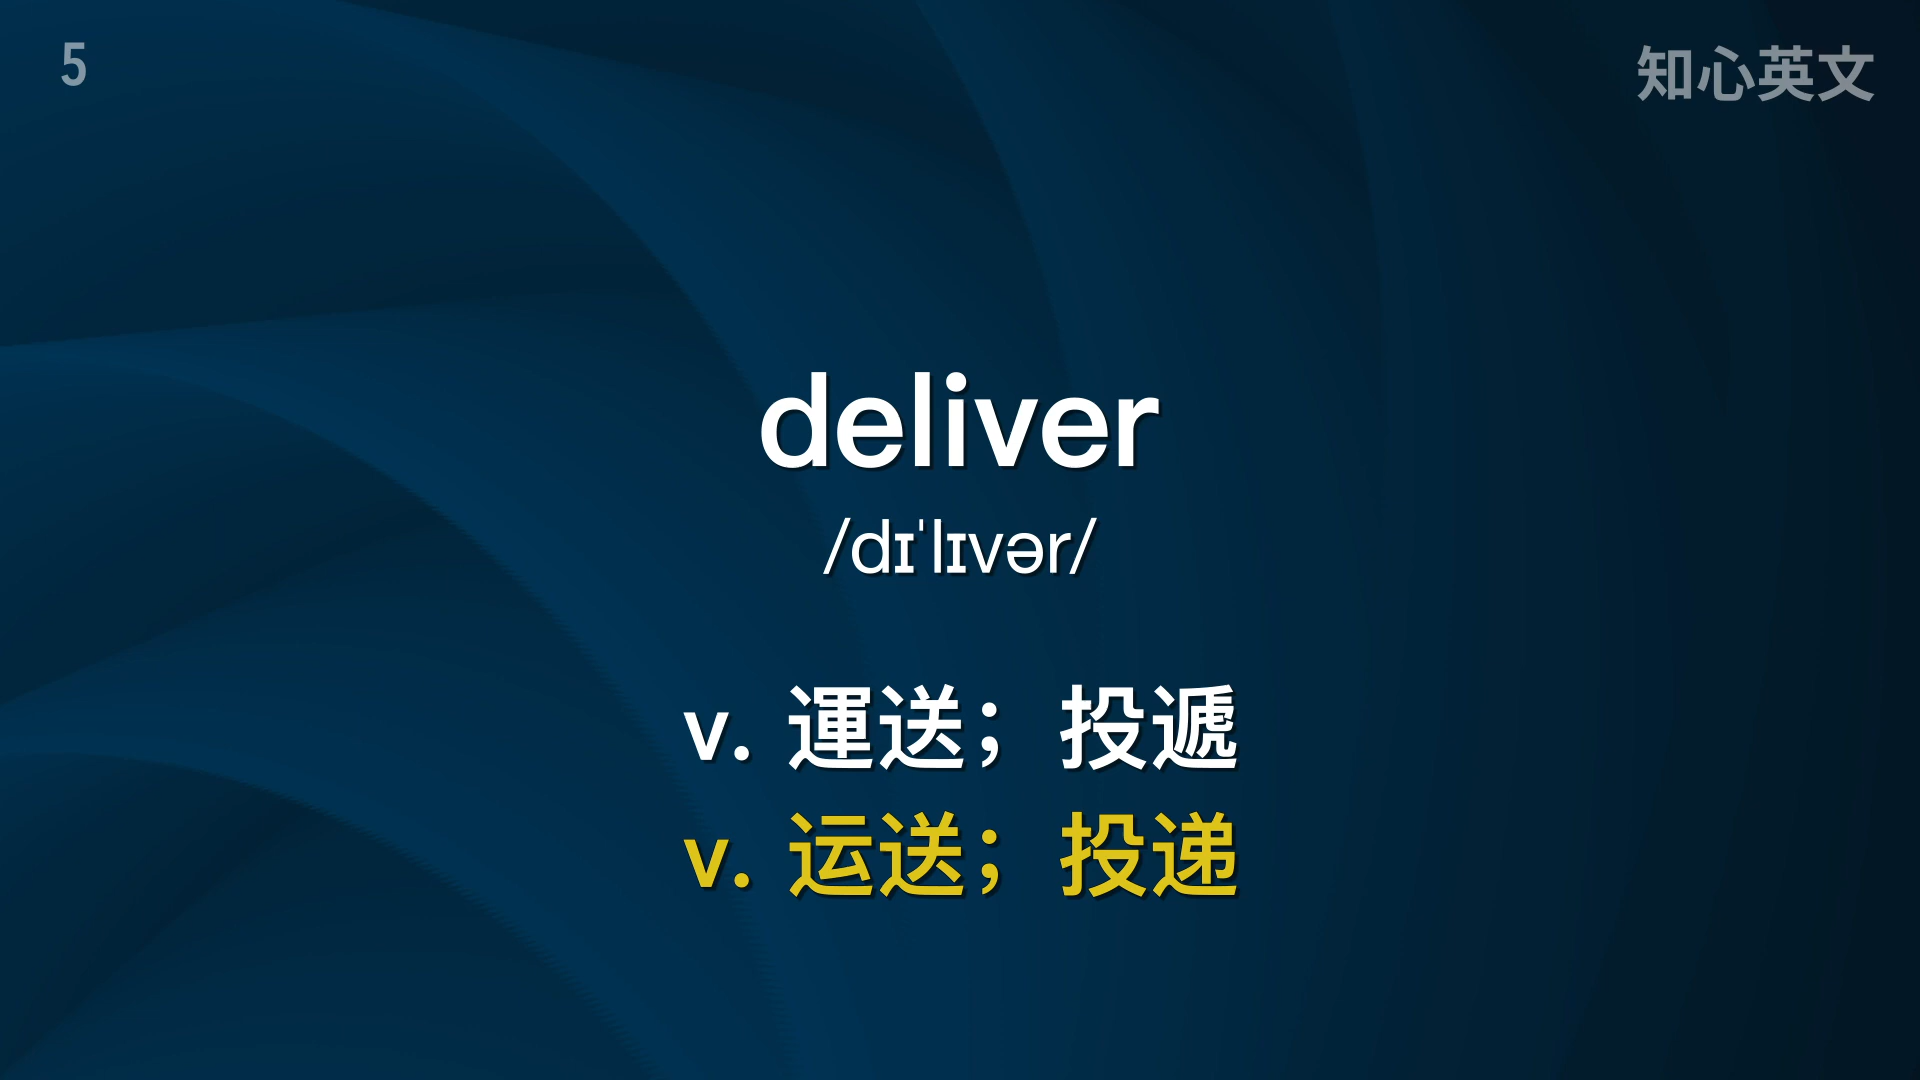 5
知心英文
deliver
/dɪˈlɪvər/
v. 運送；投遞
v. 运送；投递